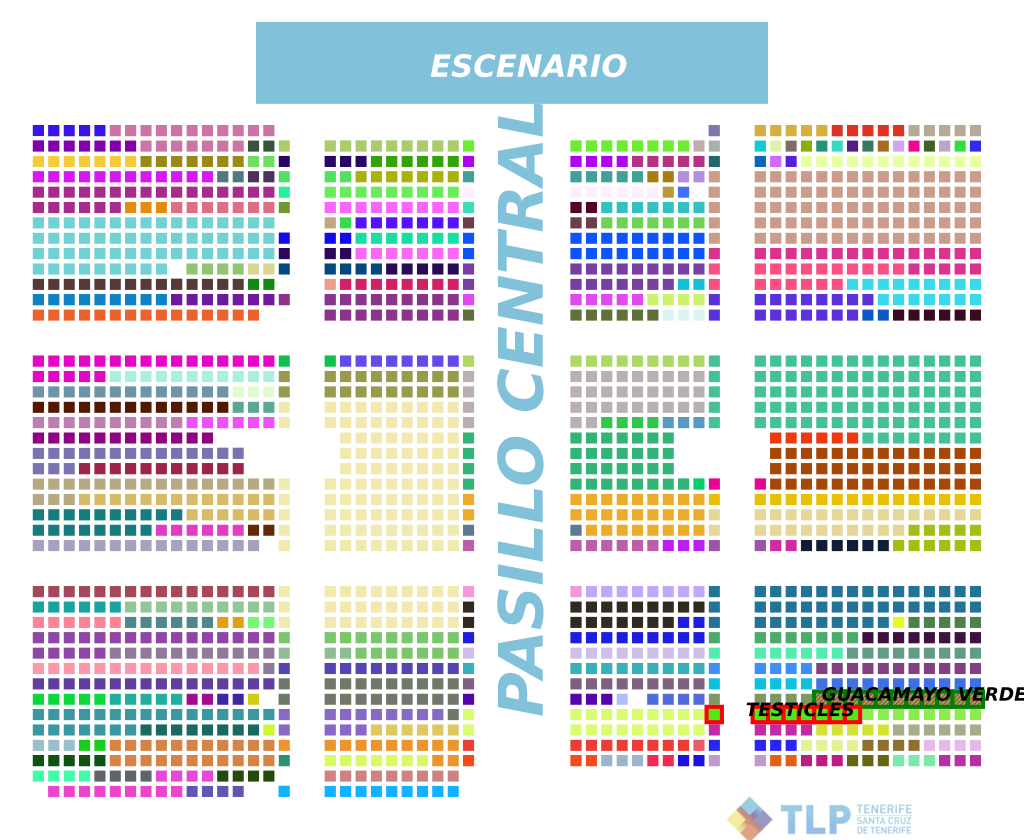 ESCENARIO
PASILLO CENTRAL
GUACAMAYO VERDE
TESTICLES
TLP TENERIFE
SANTA CRUZ
DE TENERIFE